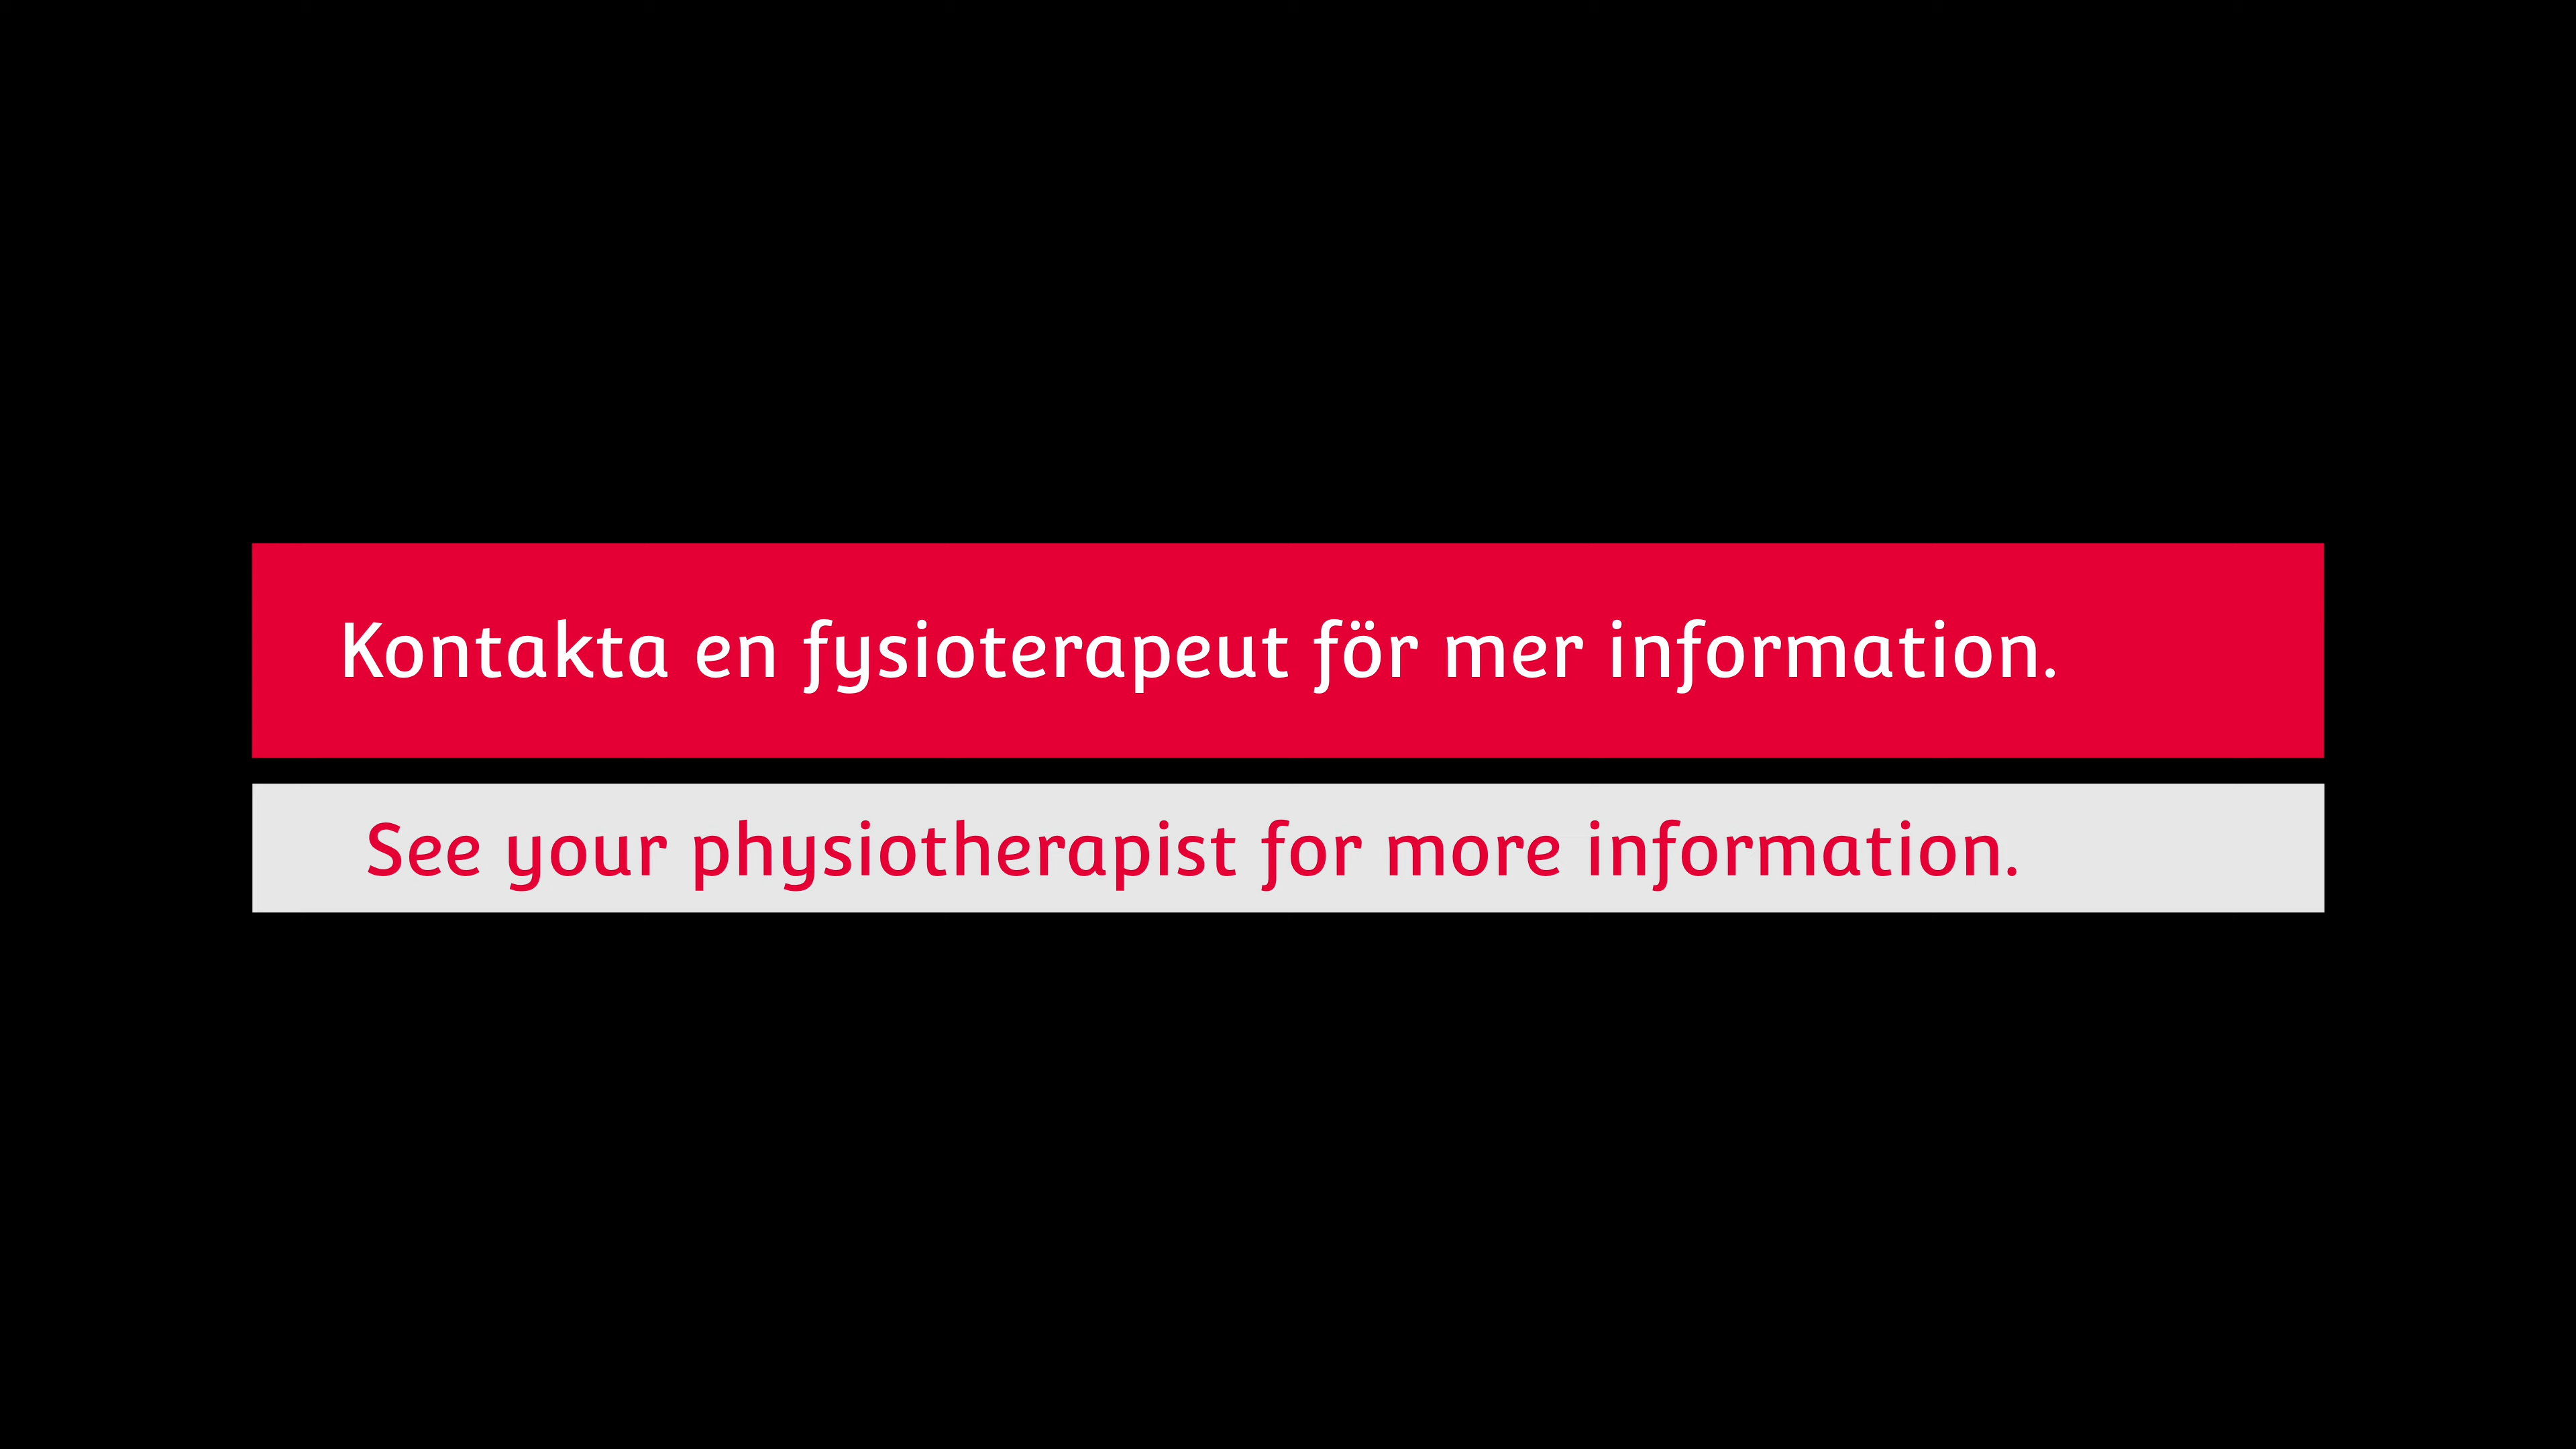 Kontakta en fysioterapeut för mer information.
See your physiotherapist for more information.